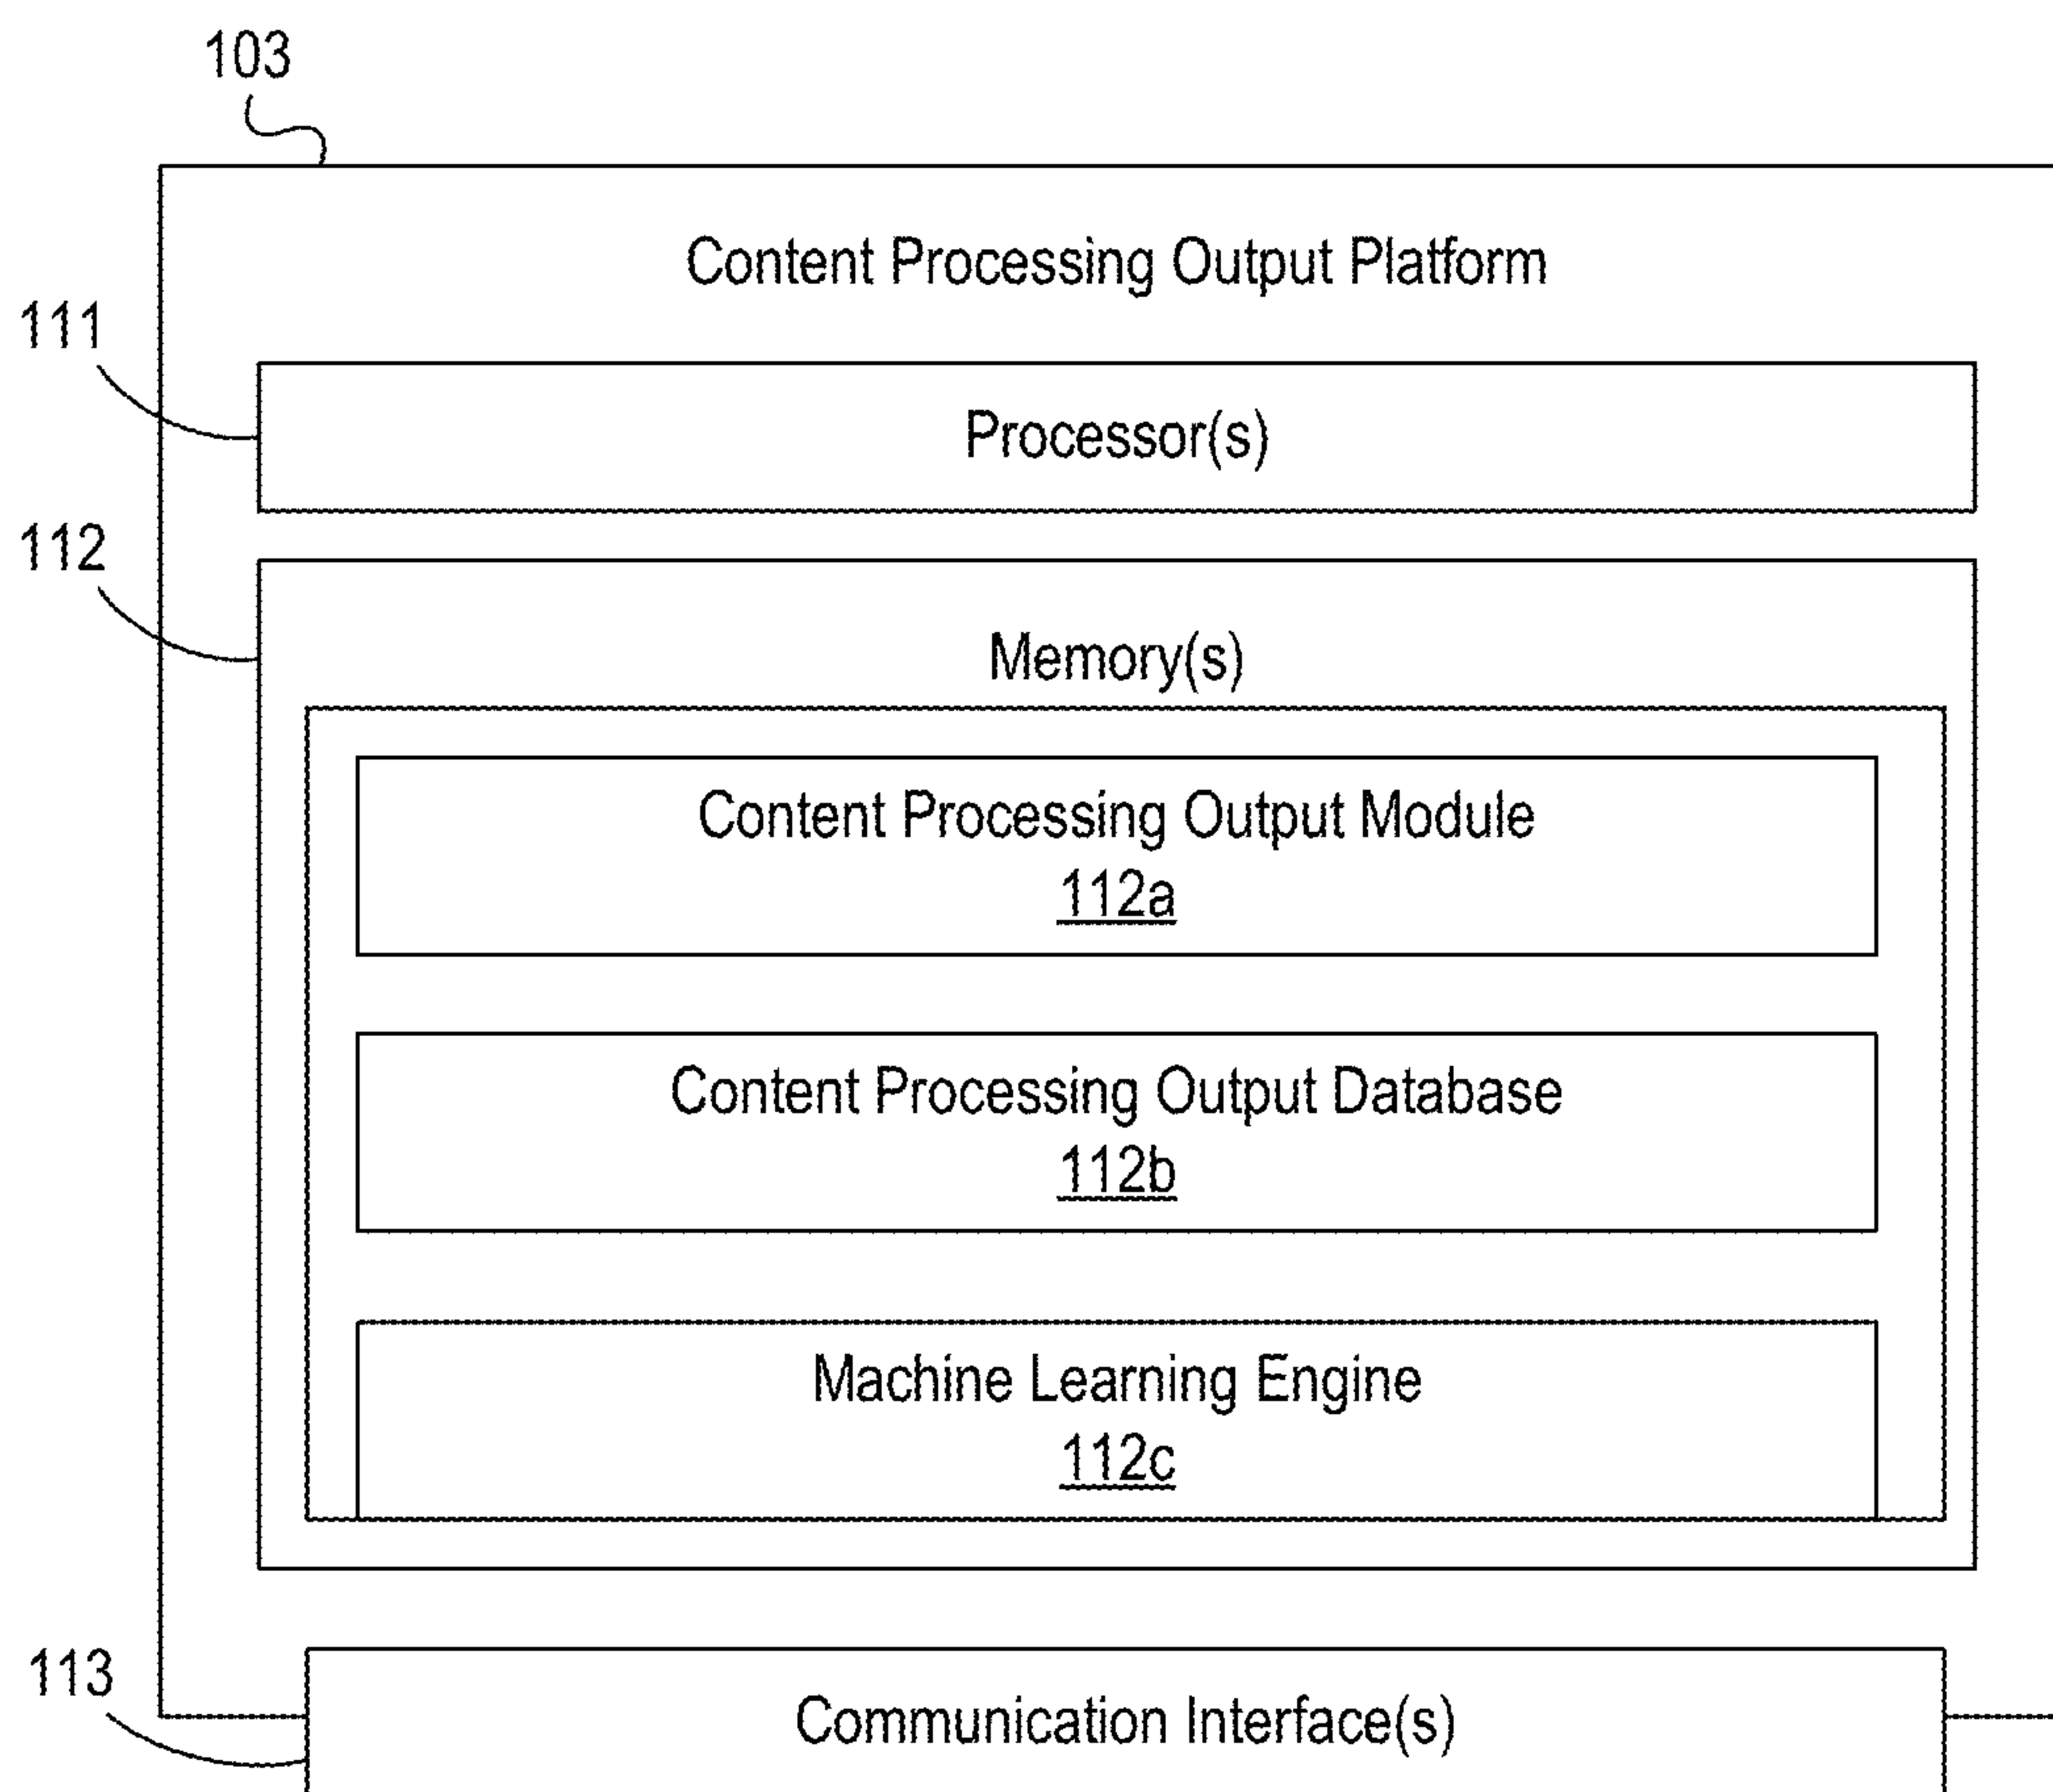 103
Content Processing Output Platform
111
Processor(s)
112
Memory(s)
Content Processing Output Module
112a
Content Processing Output Database
112b
Machine Learning Engine
112c
113
Communication Interface(s)